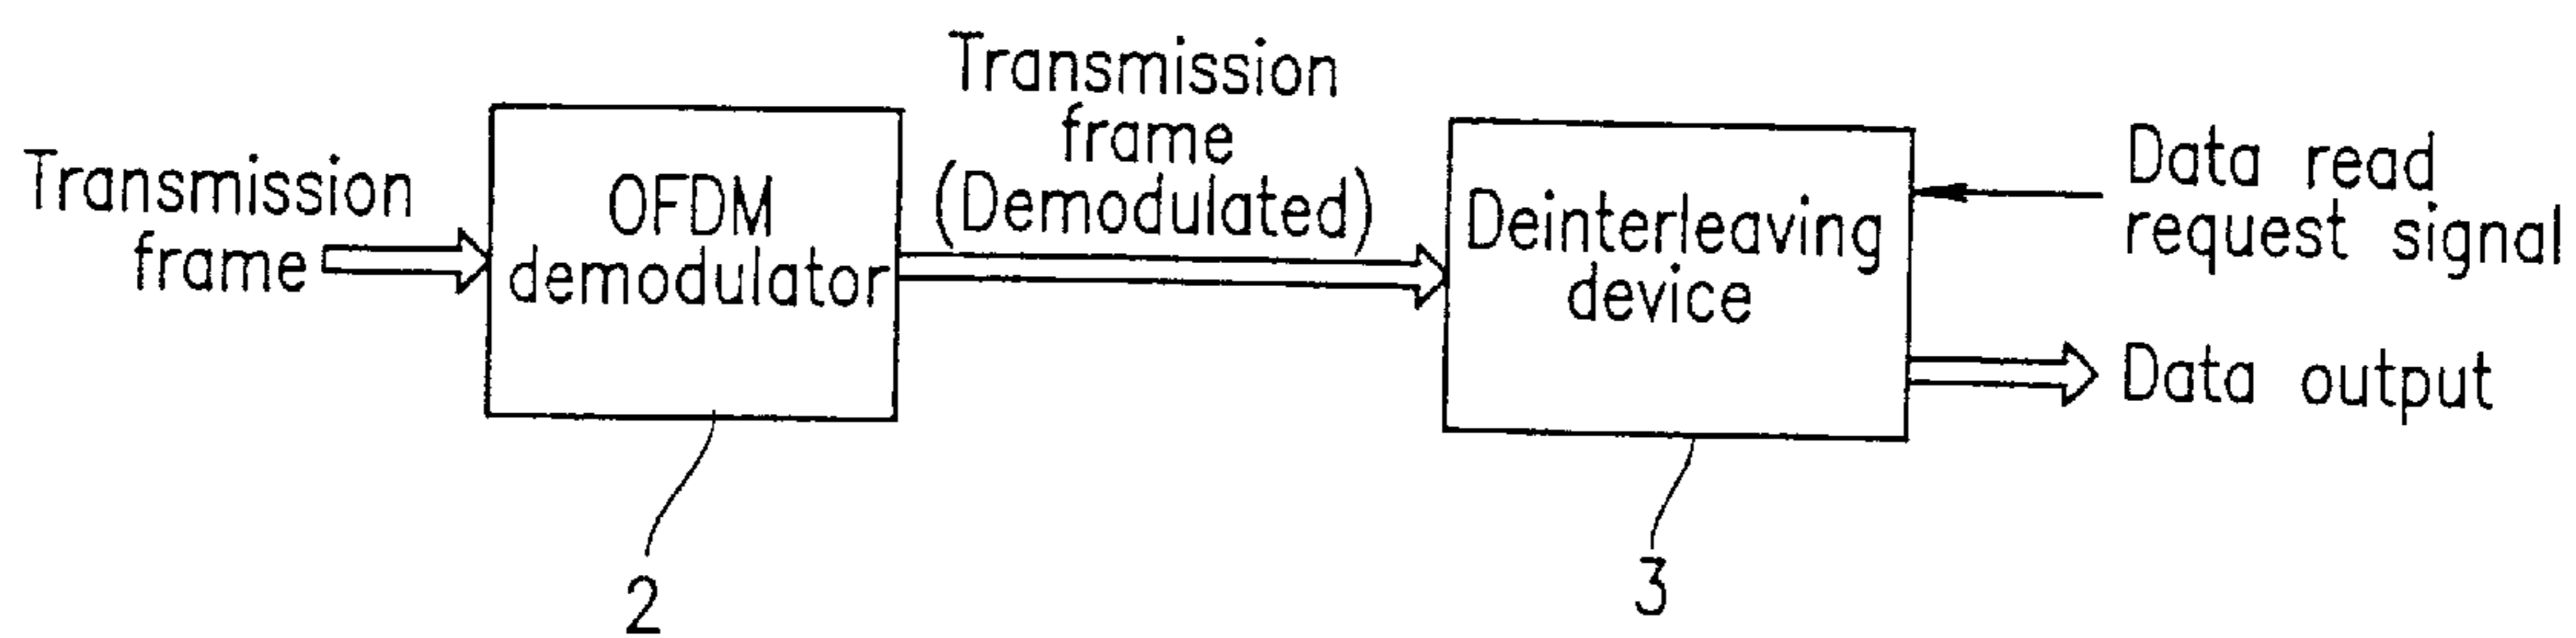 Transmission
frame
OFDM
demodulator
Transmission
frame
(Demodulated)
Deinterleaving
device
Data read
request signal
Data output
2
3